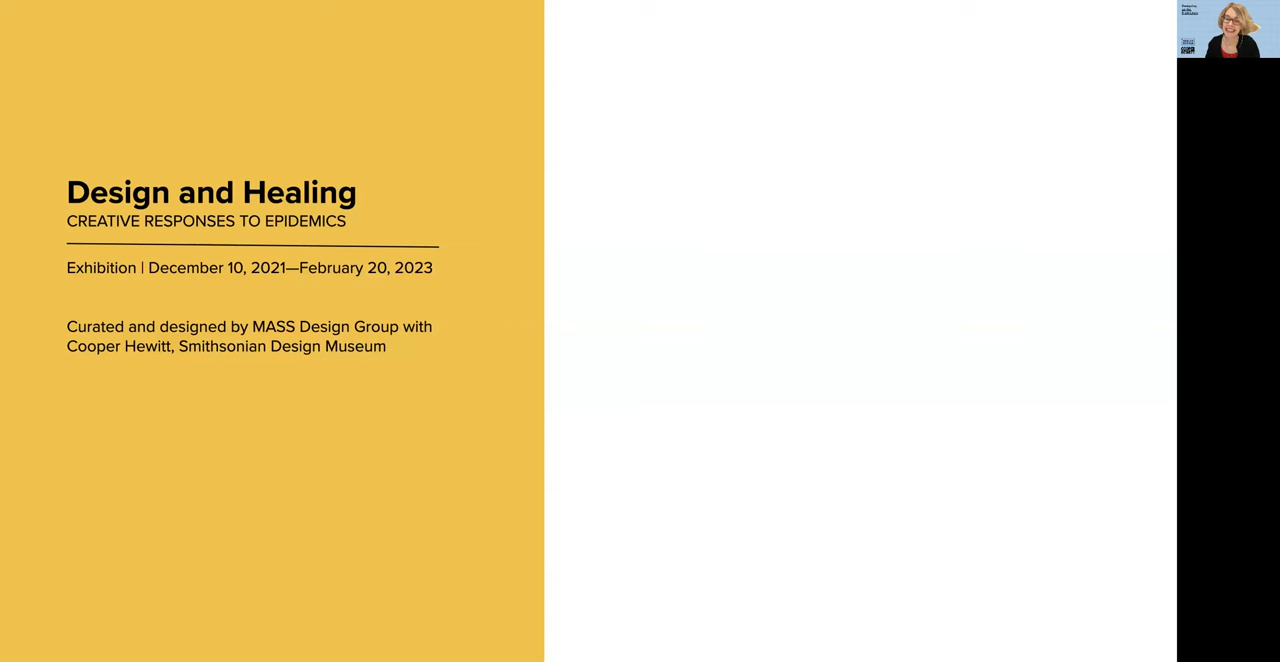 Design and Healing
CREATIVE RESPONSES TO EPIDEMICS
Exhibition | December 10, 2021—February 20, 2023
Curated and designed by MASS Design Group with
Cooper Hewitt, Smithsonian Design Museum